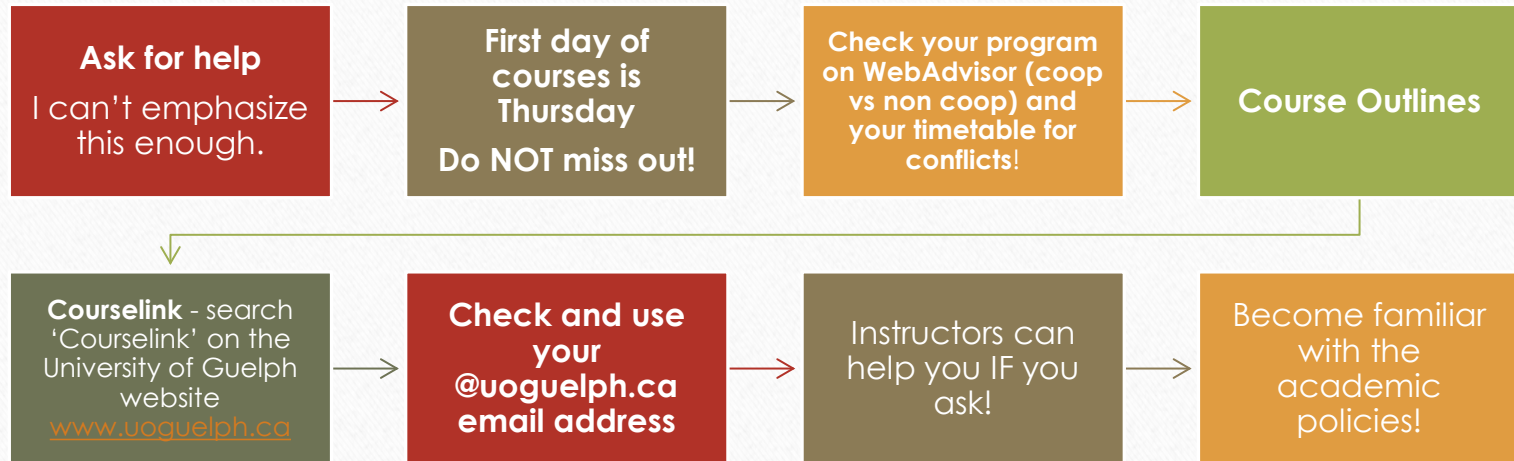 Ask for help
I can’t emphasize
this enough.
First day of
courses is
Thursday
Do NOT miss out!
Check your program
on WebAdvisor (coop
vs non coop) and
your timetable for
conflicts!
Course Outlines
Courselink - search
‘Courselink’ on the
University of Guelph
website
www.uoguelph.ca
Check and use
your
@uoguelph.ca
email address
Instructors can
help you IF you
ask!
Become familiar
with the
academic
policies!